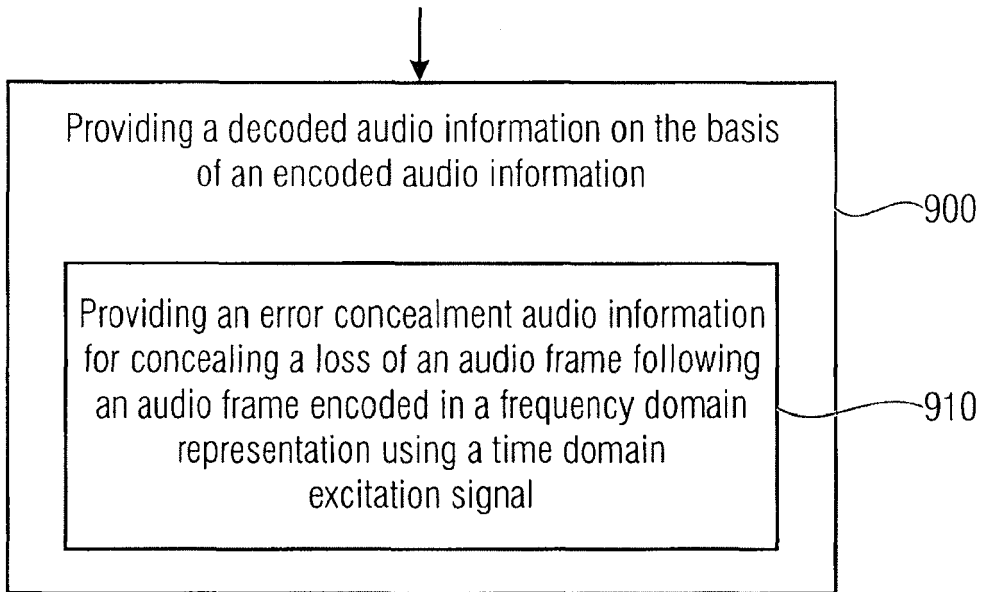 Providing a decoded audio information on the basis
of an encoded audio information
900
Providing an error concealment audio information
for concealing a loss of an audio frame following
an audio frame encoded in a frequency domain
representation using a time domain
excitation signal
910